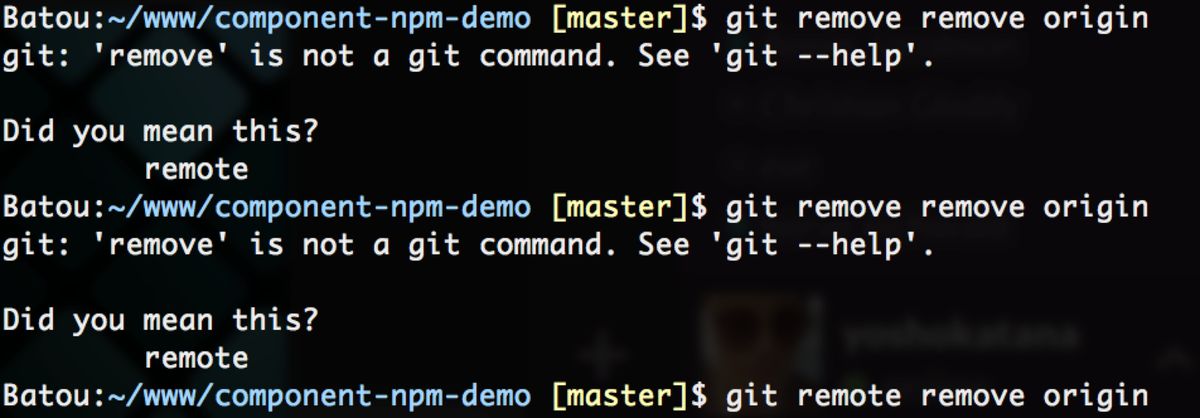 Batou:~/www/component-npm-demo [master]$ git remove remove origin
git: 'remove' is not a git command. See 'git --help'.
Did you mean this?
remote
Batou:~/www/component-npm-demo [master]$ git remove remove origin
git: 'remove' is not a git command. See 'git --help'.
Did you mean this?
remote
Batou:~/www/component-npm-demo [master]$ git remote remove origin
yoshokatana